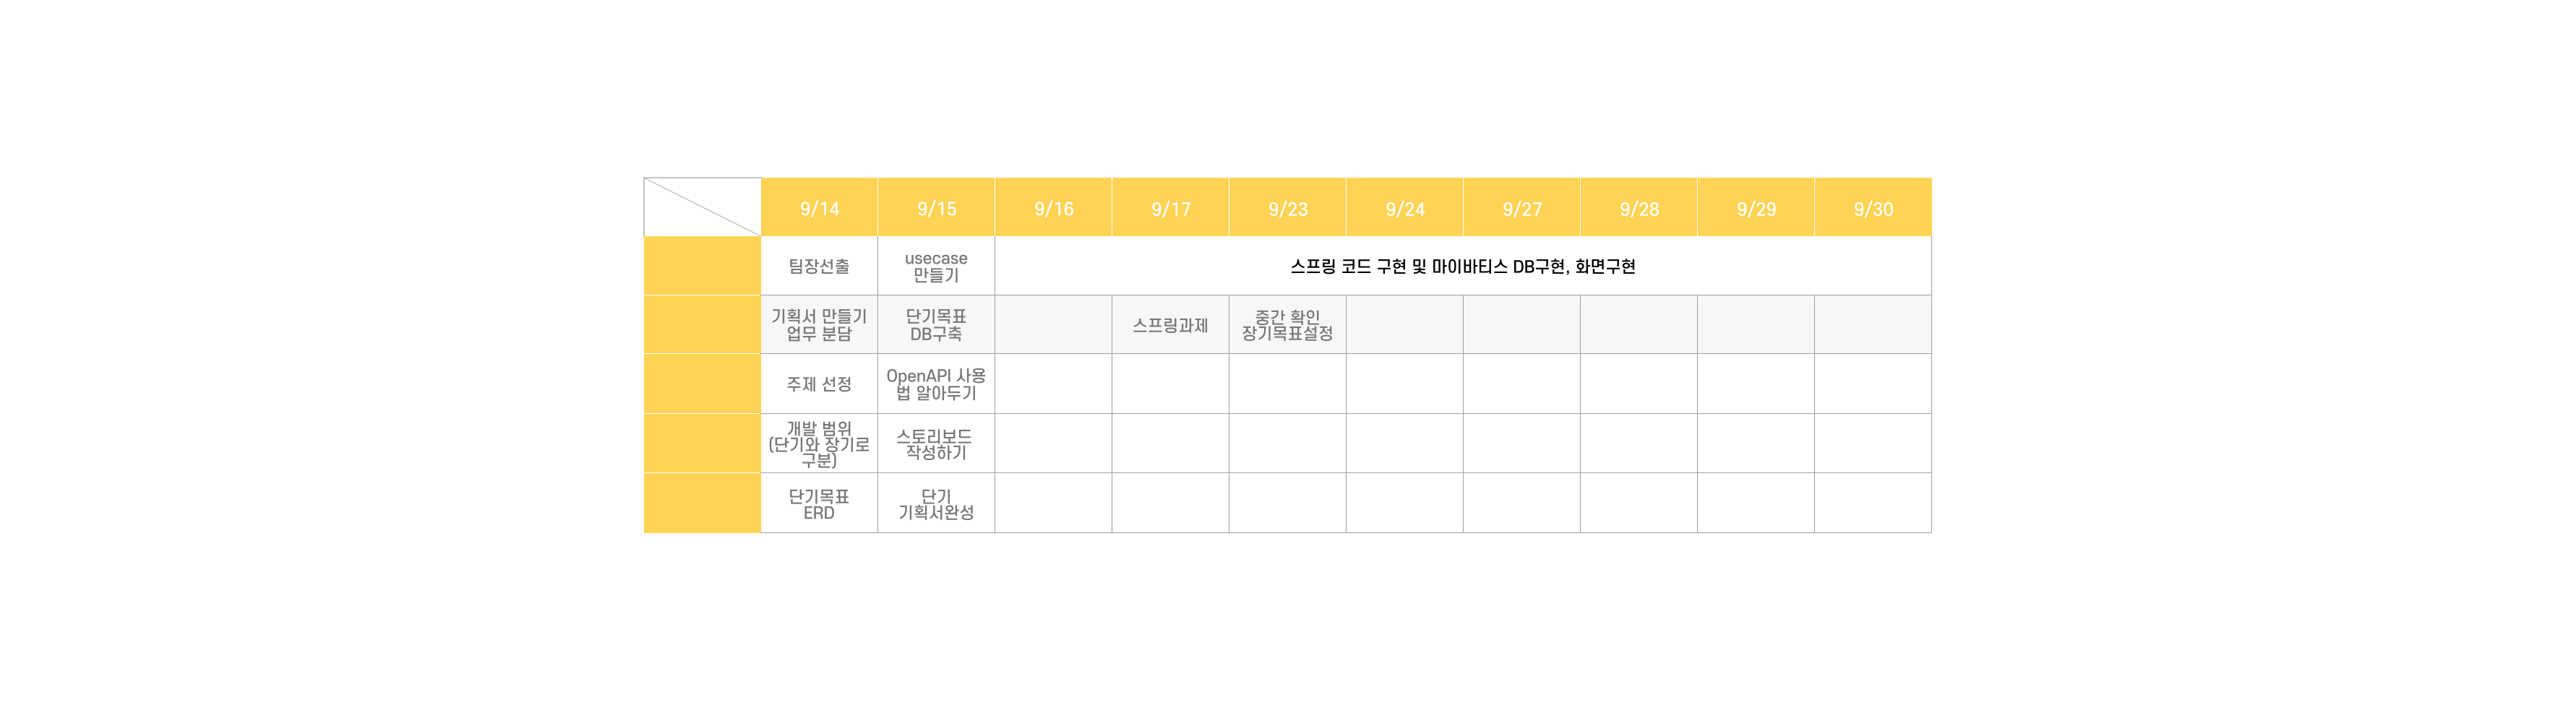 9/14 9/15 9/16 9/17 9/23 9/24 9/27 9/28 9/29 9/30
팀장선출
usecase
만들기
스프링 코드 구현 및 마이바티스 DB구현, 화면구현
기획서 만들기
업무 분담
단기목표
DB구축
스프링과제
중간 확인
장기목표설정
주제 선정
OpenAPI 사용
법 알아두기
개발 범위
(단기와 장기로
구분)
스토리보드
작성하기
단기목표
ERD
단기
기획서완성